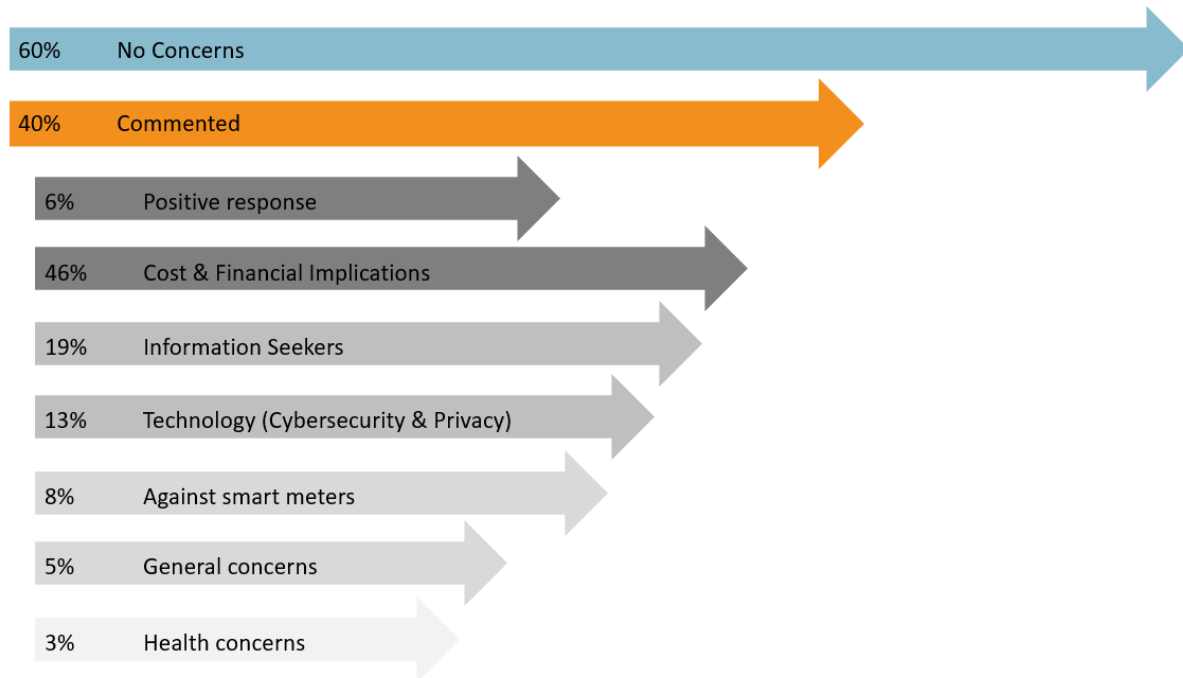 60% No Concerns
40% Commented
6% Positive response
46% Cost & Financial Implications
19% Information Seekers
13% Technology (Cybersecurity & Privacy)
8% Against smart meters
5% General concerns
3% Health concerns